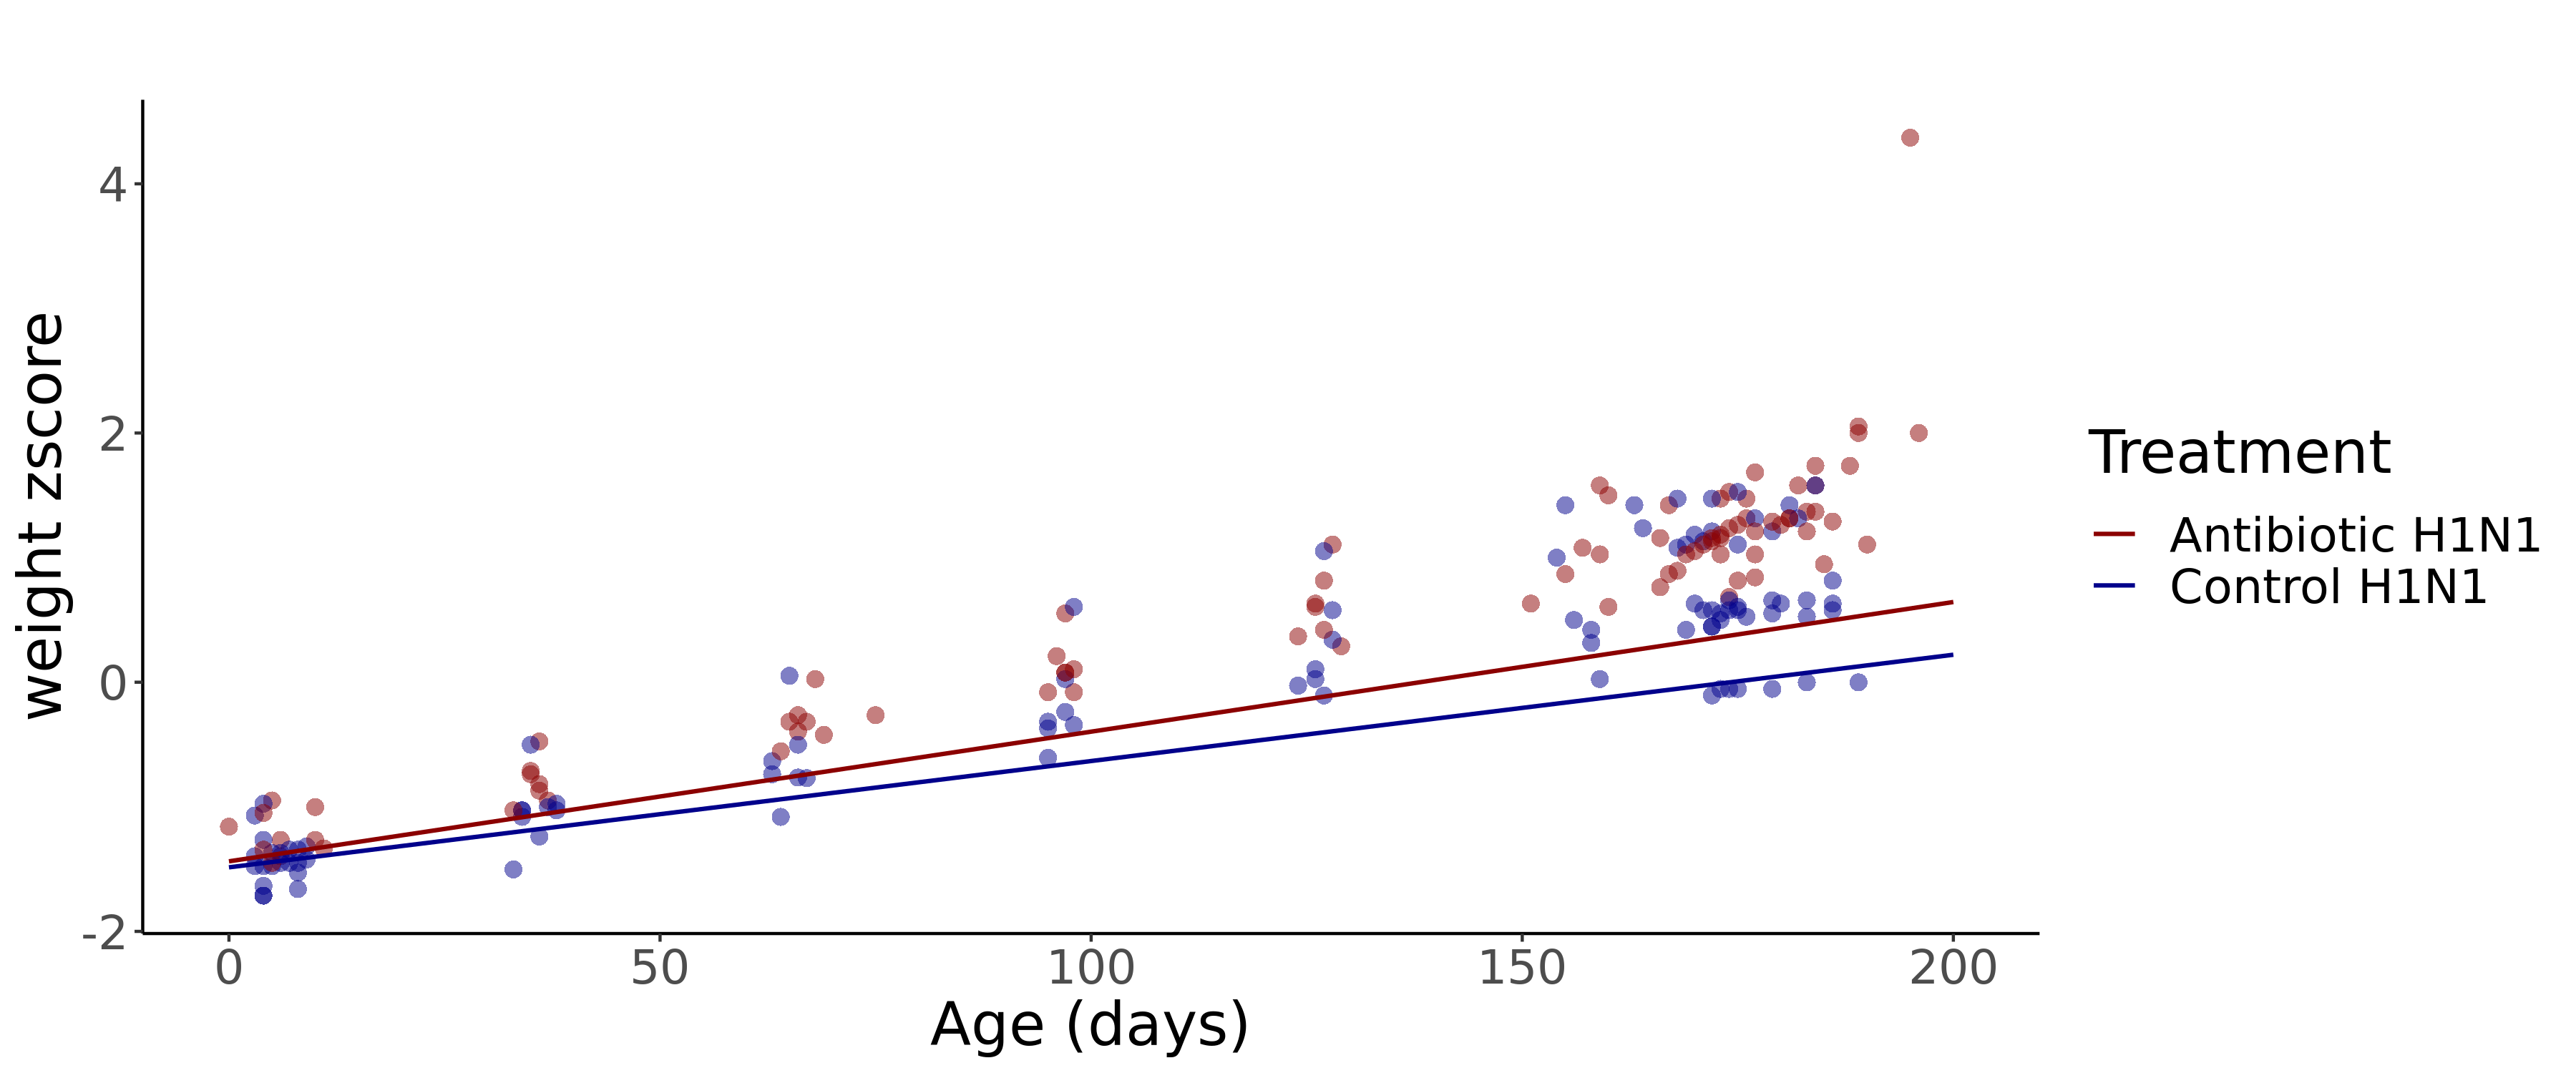 4
2
0
-2
weight zscore
0 50 100 150 200
Age (days)
Treatment
Antibiotic H1N1
Control H1N1